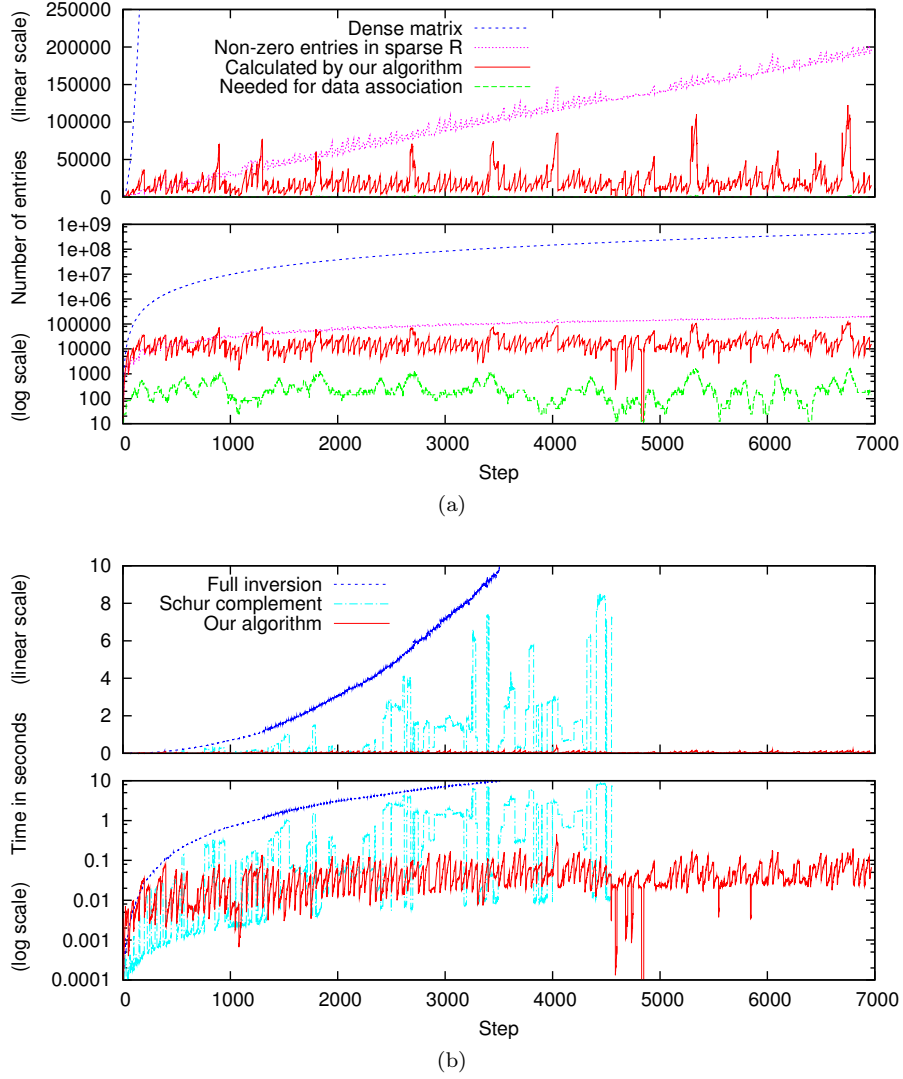 250000
200000
150000
100000
50000
0
Dense matrix
Non-zero entries in sparse R
Calculated by our algorithm
Needed for data association
Number of entries (linear scale)
1e+09
1e+08
1e+07
1e+06
100000
10000
1000
100
10
(log scale)
0 1000 2000 3000 4000 5000 6000 7000
Step
(a)
10
8
6
4
2
0
Full inversion
Schur complement
Our algorithm
Time in seconds (linear scale)
10
1
0.1
0.01
0.001
0.0001
(log scale)
0 1000 2000 3000 4000 5000 6000 7000
Step
(b)